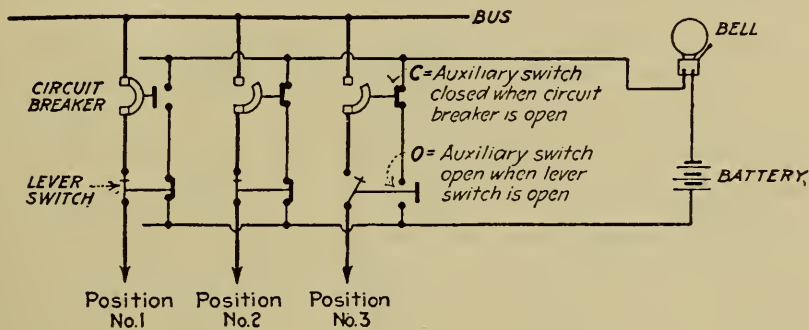 BUS
BELL
CIRCUIT
BREAKER
C=Auxiliary switch
closed when circuit
breaker is open
O=Auxiliary switch
open when lever
switch is open
LEVER
SWITCH
BATTERY
Position
No.1
Position
No.2
Position
No.3